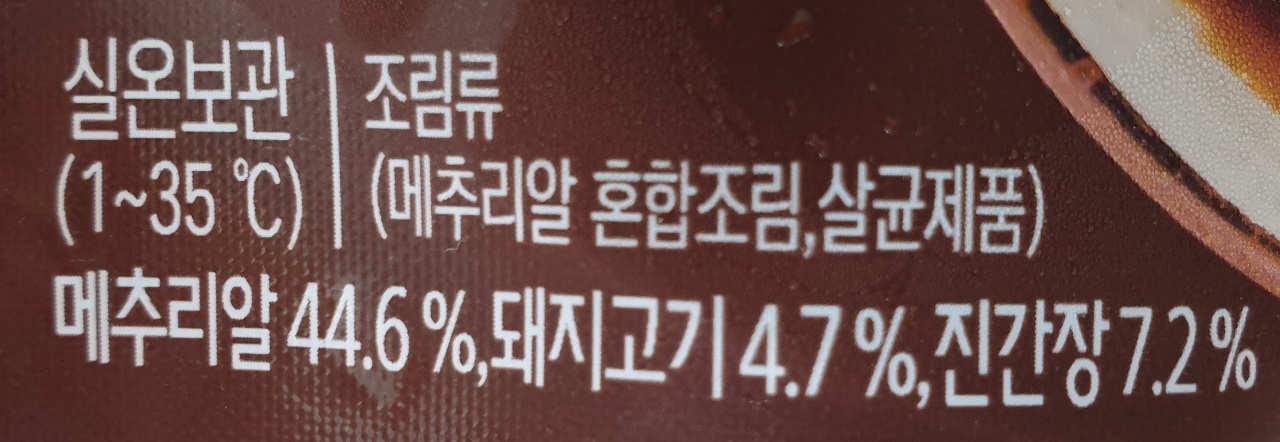 실온보관
(1~35 ℃)
조림류
(메추리알 혼합조림,살균제품)
메추리알 44.6 %,돼지고기 4.7 %,진간장 7.2 %